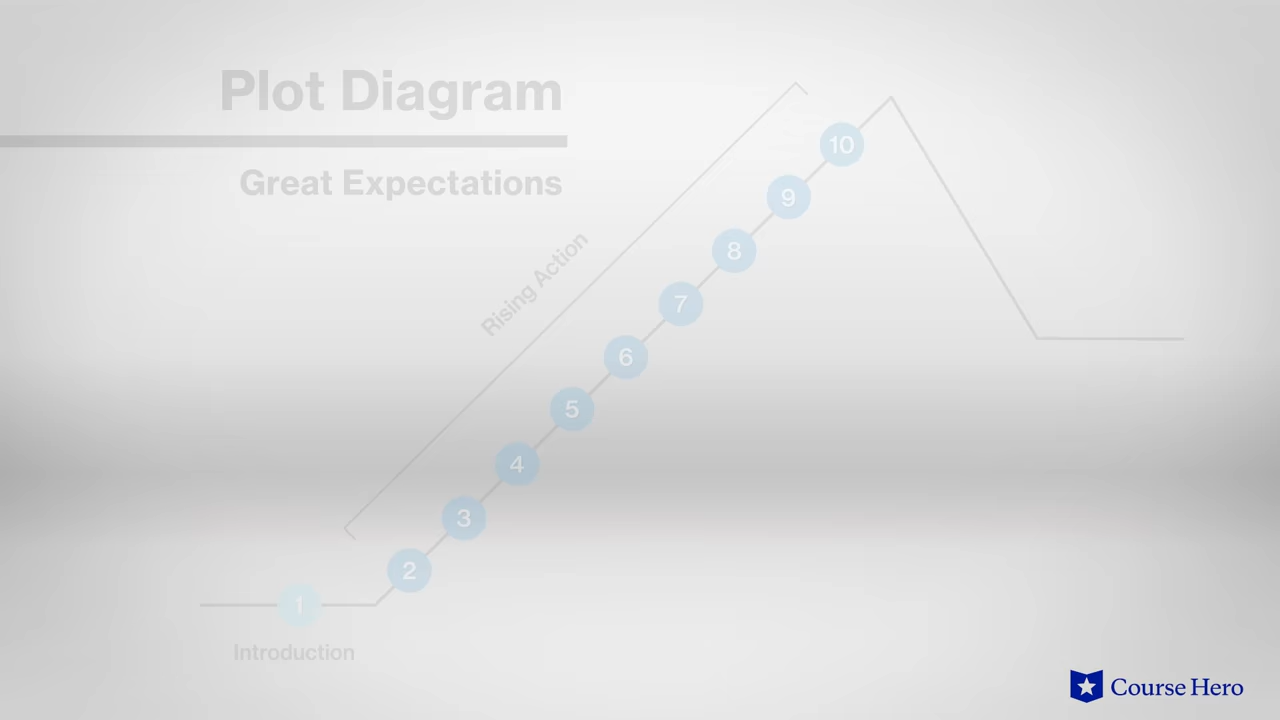 Plot Diagram
Great Expectations
Rising Action
10
9
8
7
6
5
4
3
2
1
Introduction
Course Hero